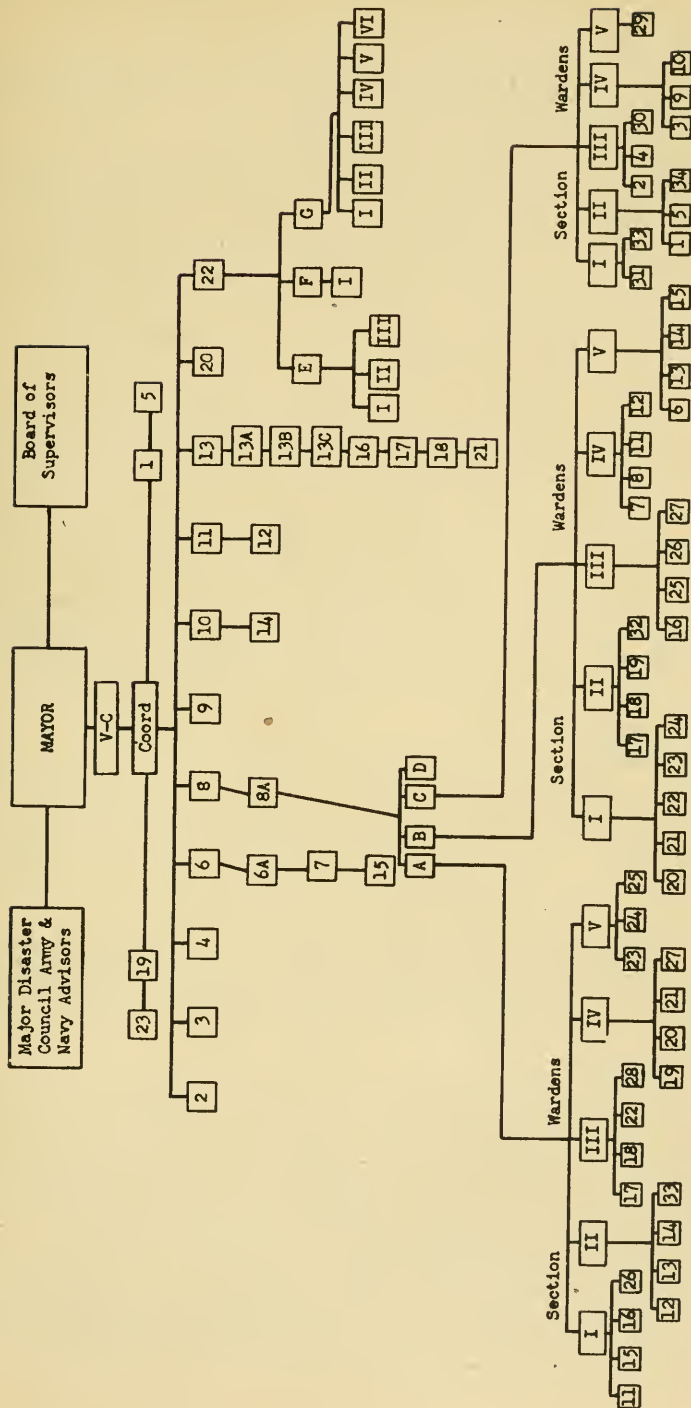 Major Disaster
Council Army &
Navy Advisors
MAYOR
Board of
Supervisors
V-C
23
19
Coord
1
5
2
3
4
6
8
9
10
11
13
20
22
6A
8A
14
12
13A
7
13B
15
13C
16
17
18
21
E
F
G
I
II
III
I
I
II
III
IV
V
VI
A
B
C
D
Section
Wardens
I
II
III
IV
V
11
15
16
26
12
13
14
33
17
18
22
28
19
20
21
27
23
24
25
Section
Wardens
I
II
III
IV
V
20
21
22
23
24
17
18
19
32
16
25
26
27
7
8
11
12
6
13
14
15
Section
Wardens
I
II
III
IV
V
31
33
1
5
34
2
4
30
3
9
10
29